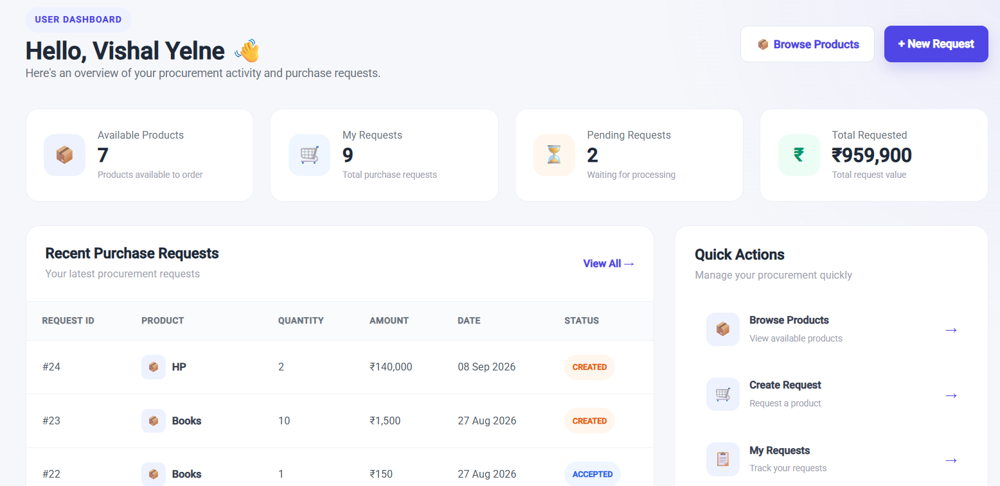 USER DASHBOARD
Hello, Vishal Yelne 👋
Here's an overview of your procurement activity and purchase requests.
📦 Browse Products
+ New Request
Available Products
7
Products available to order
My Requests
9
Total purchase requests
Pending Requests
2
Waiting for processing
₹
Total Requested
₹959,900
Total request value
Recent Purchase Requests
Your latest procurement requests
View All →
REQUEST ID PRODUCT QUANTITY AMOUNT DATE STATUS
#24 HP 2 ₹140,000 08 Sep 2026 CREATED
#23 Books 10 ₹1,500 27 Aug 2026 CREATED
#22 Books 1 ₹150 27 Aug 2026 ACCEPTED
Quick Actions
Manage your procurement quickly
Browse Products →
View available products
Create Request →
Request a product
My Requests →
Track your requests